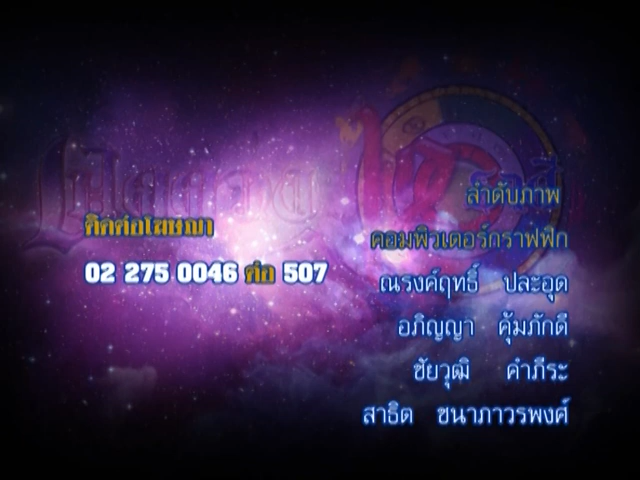 ติดต่อโฆษณา
02 275 0046 ต่อ 507
ลำดับภาพ
คอมพิวเตอร์กราฟฟิก
ณรงค์ฤทธิ์ ปละอุด
อภิญญา คุ้มภักดี
ชัยวุฒิ คำภีระ
สาธิต ชนาภาวรพงศ์